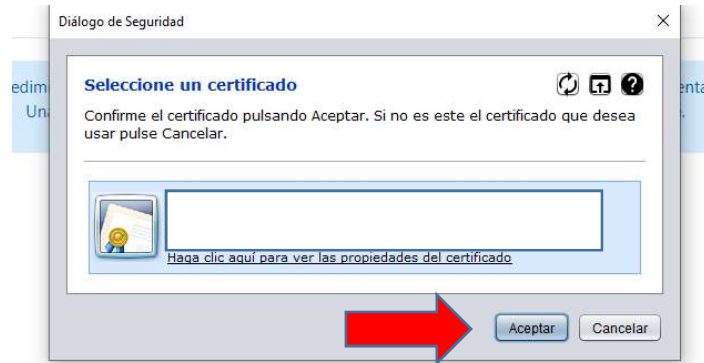 Diálogo de Seguridad
Seleccione un certificado
Confirme el certificado pulsando Aceptar. Si no es este el certificado que desea
usar pulse Cancelar.
Haga clic aquí para ver las propiedades del certificado
Aceptar
Cancelar